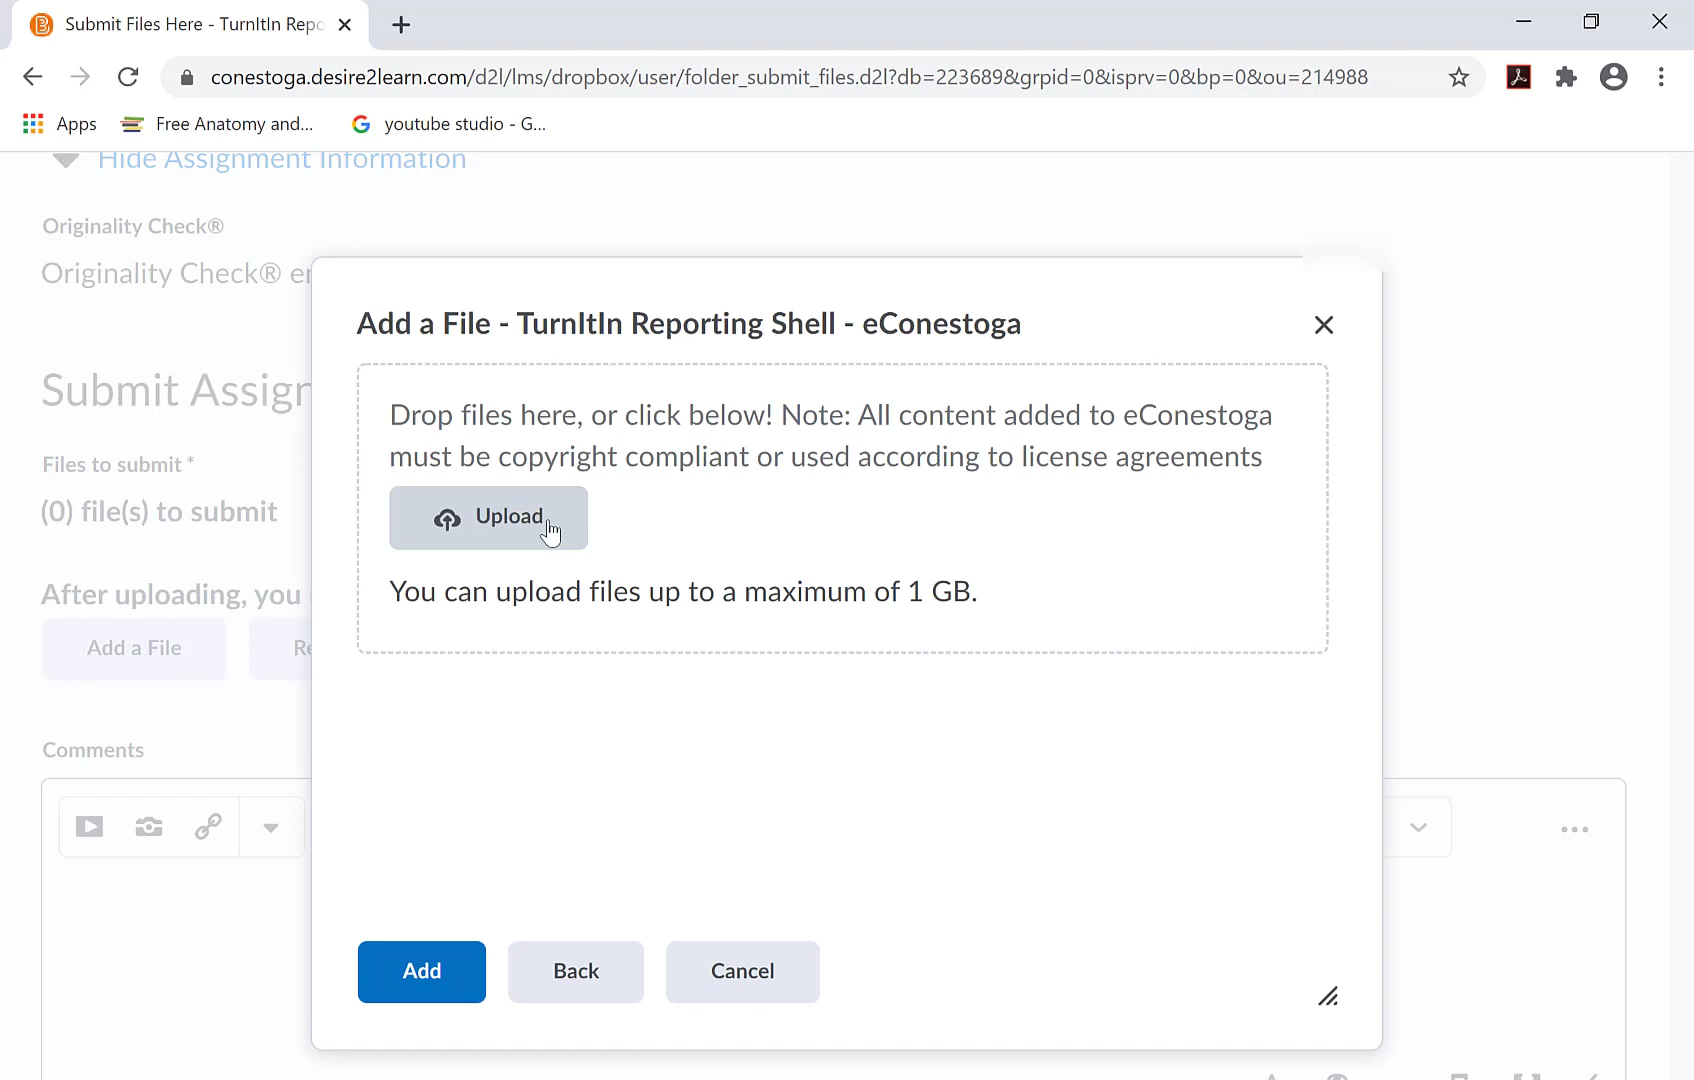 Submit Files Here - TurnItIn Repo
conestoga.desire2learn.com/d2l/lms/dropbox/user/folder_submit_files.d2l?db=223689&grpid=0&isprv=0&bp=0&ou=214988
Apps Free Anatomy and... youtube studio - G...
Hide Assignment Information
Originality Check®
Originality Check® en
Add a File - TurnItIn Reporting Shell - eConestoga
Submit Assign
Drop files here, or click below! Note: All content added to eConestoga
must be copyright compliant or used according to license agreements
Files to submit *
(0) file(s) to submit
Upload
You can upload files up to a maximum of 1 GB.
After uploading, you
Add a File Re
Comments
Add Back Cancel